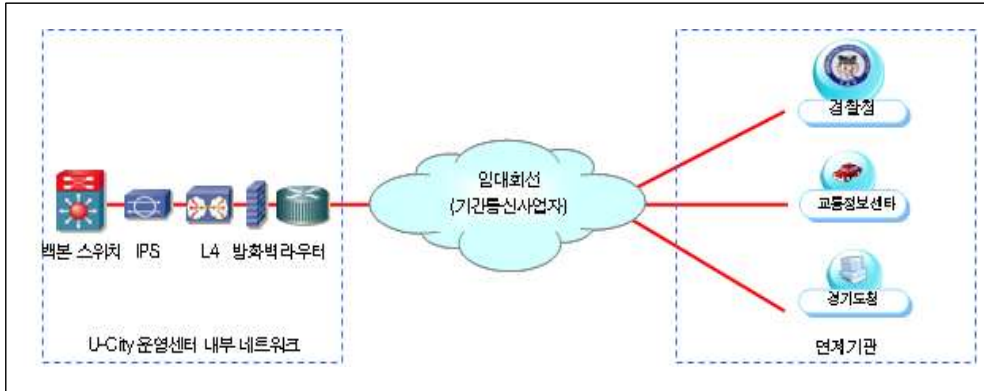 백본 스위치
IPS
L4
방화벽
라우터
U-City 운영센터 내부 네트워크
임대회선
(기간통신사업자)
경찰청
교통정보센타
경기도청
연계기관